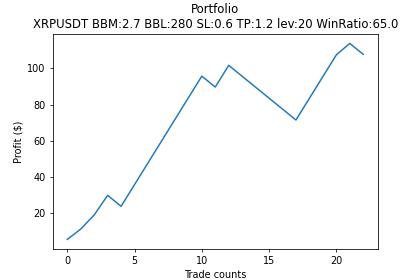 Portfolio
XRPUSDT BBM:2.7 BBL:280 SL:0.6 TP:1.2 lev:20 WinRatio:65.0
100
80
60
40
20
Profit ($)
0 5 10 15 20
Trade counts